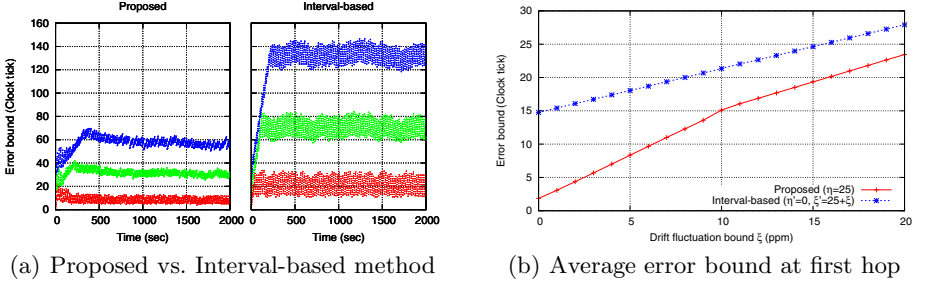 Proposed
Interval-based
Error bound (Clock tick)
160
140
120
100
80
60
40
20
0
0 500 1000 1500 2000
0 500 1000 1500 2000
Time (sec)
Time (sec)
(a) Proposed vs. Interval-based method
Error bound (Clock tick)
30
25
20
15
10
5
0
Proposed (η=25)
Interval-based (η'=0, ξ'=25+ξ)
0 5 10 15 20
Drift fluctuation bound ξ (ppm)
(b) Average error bound at first hop